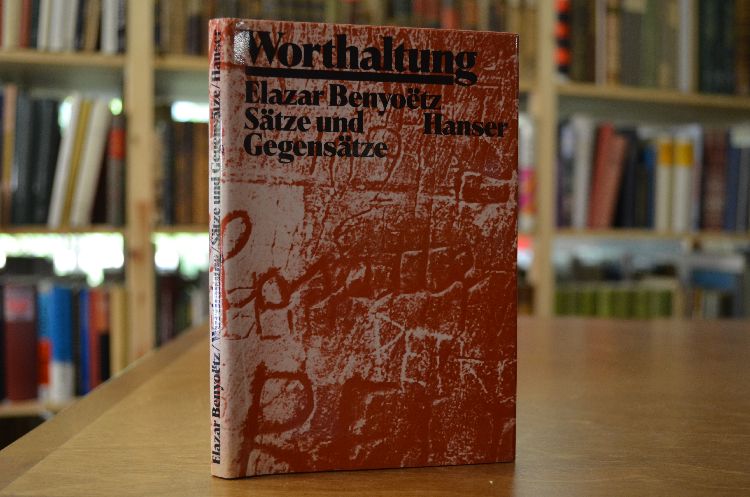 Worthaltung
Elazar Benyoëtz
Sätze und Hanser
Gegensätze
Elazar Benyoëtz/Worthaltung/Sätze und Gegensätze/Hanser